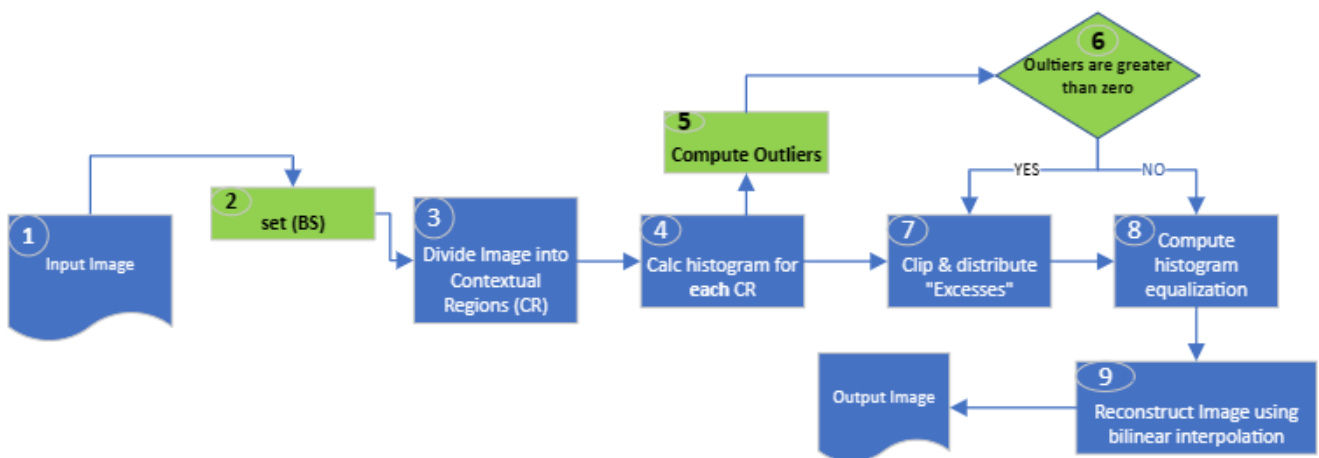 1
Input Image
2
set (BS)
3
Divide Image into
Contextual
Regions (CR)
4
Calc histogram for
each CR
5
Compute Outliers
6
Oultiers are greater
than zero
YES
NO
7
Clip & distribute
"Excesses"
8
Compute
histogram
equalization
9
Reconstruct Image using
bilinear interpolation
Output Image